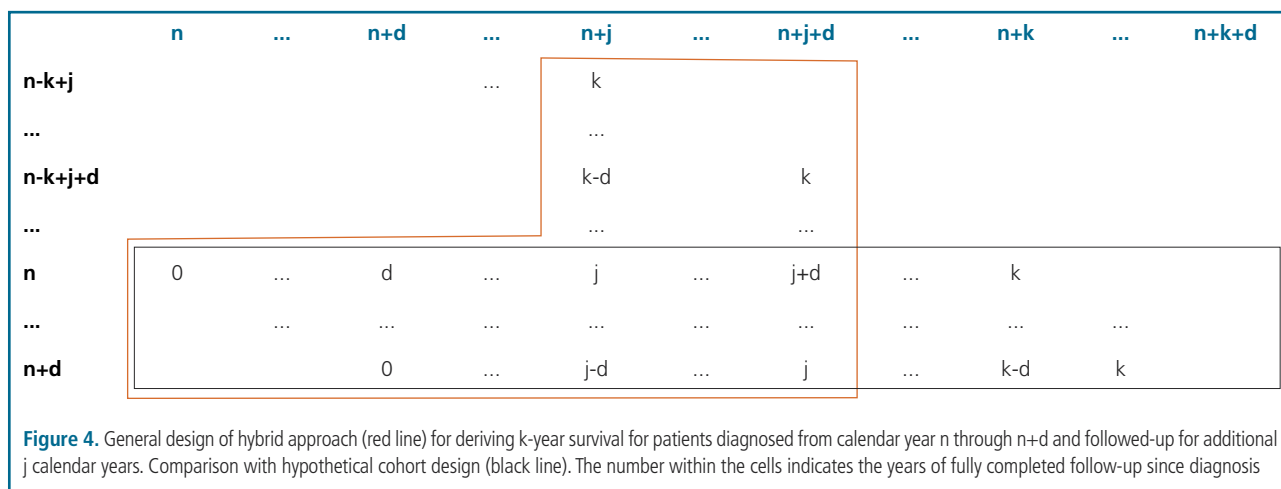 n ... n+d ... n+j ... n+j+d ... n+k ... n+k+d
n-k+j ... k
... ...
n-k+j+d k-d k
... ... ...
n 0 ... d ... j ... j+d ... k
... ... ... ... ... ... ... ... ... ...
n+d 0 ... j-d ... j ... k-d k
Figure 4. General design of hybrid approach (red line) for deriving k-year survival for patients diagnosed from calendar year n through n+d and followed-up for additional
j calendar years. Comparison with hypothetical cohort design (black line). The number within the cells indicates the years of fully completed follow-up since diagnosis